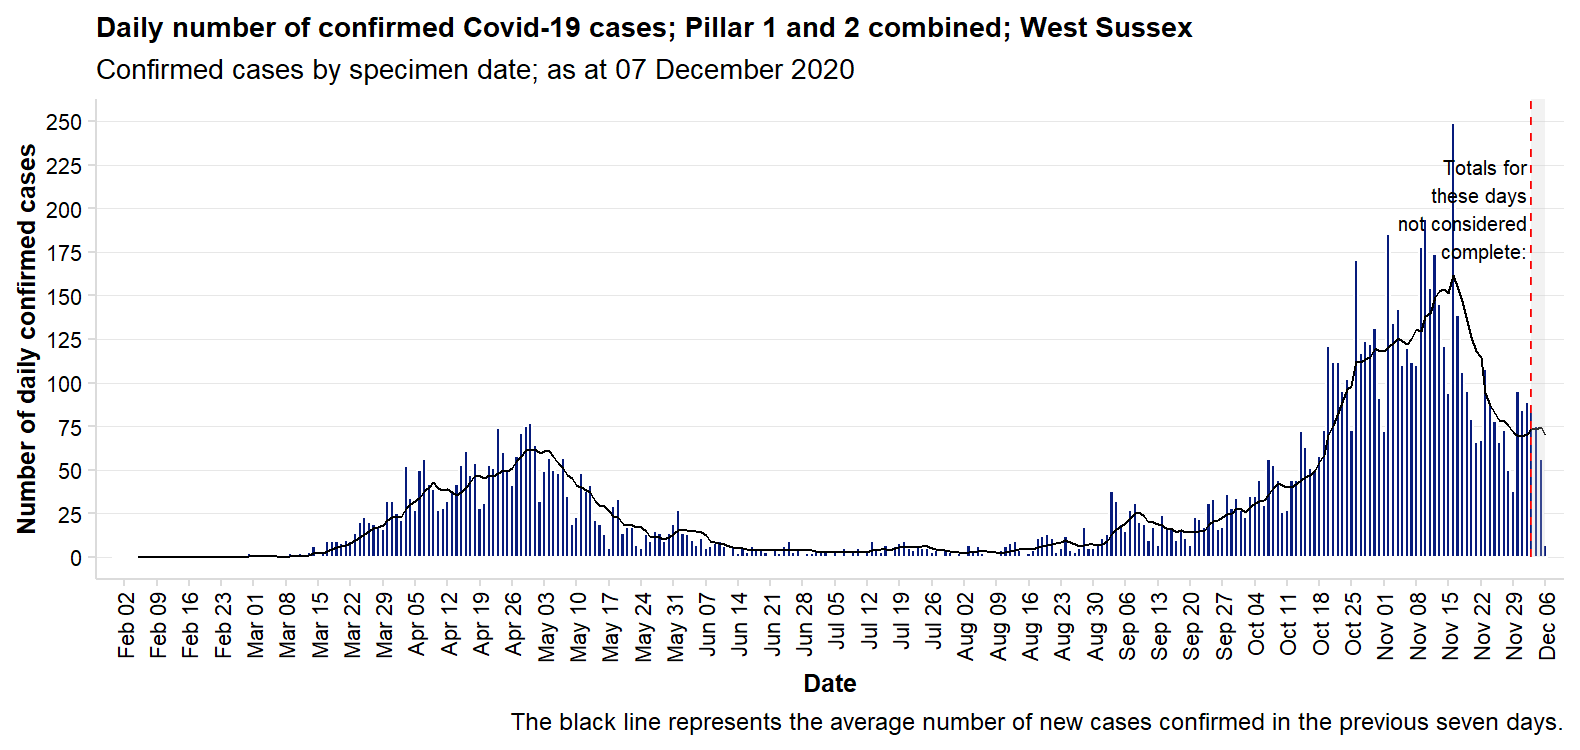 Daily number of confirmed Covid-19 cases; Pillar 1 and 2 combined; West Sussex
Confirmed cases by specimen date; as at 07 December 2020
Number of daily confirmed cases
250
225
200
175
150
125
100
75
50
25
0
Totals for
these days
not considered
complete:
Feb 02
Feb 09
Feb 16
Feb 23
Mar 01
Mar 08
Mar 15
Mar 22
Mar 29
Apr 05
Apr 12
Apr 19
Apr 26
May 03
May 10
May 17
May 24
May 31
Jun 07
Jun 14
Jun 21
Jun 28
Jul 05
Jul 12
Jul 19
Jul 26
Aug 02
Aug 09
Aug 16
Aug 23
Aug 30
Sep 06
Sep 13
Sep 20
Sep 27
Oct 04
Oct 11
Oct 18
Oct 25
Nov 01
Nov 08
Nov 15
Nov 22
Nov 29
Dec 06
Date
The black line represents the average number of new cases confirmed in the previous seven days.